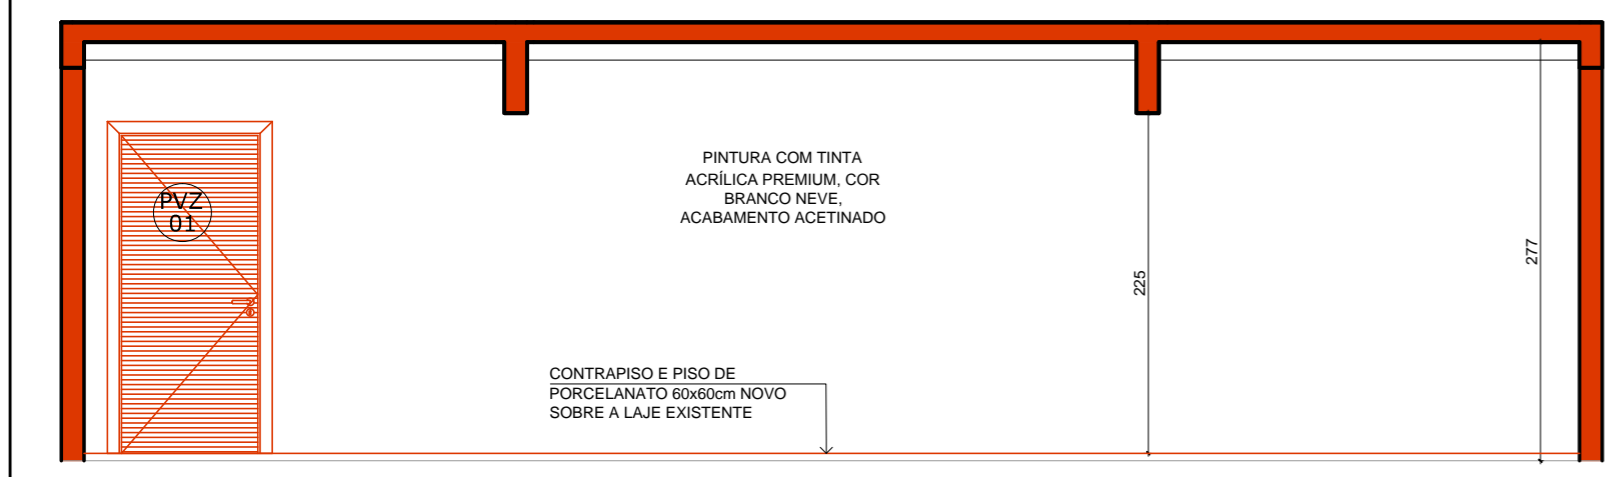 PINTURA COM TINTA
ACRÍLICA PREMIUM, COR
BRANCO NEVE,
ACABAMENTO ACETINADO
PVZ
01
277
225
CONTRAPISO E PISO DE
PORCELANATO 60x60cm NOVO
SOBRE A LAJE EXISTENTE